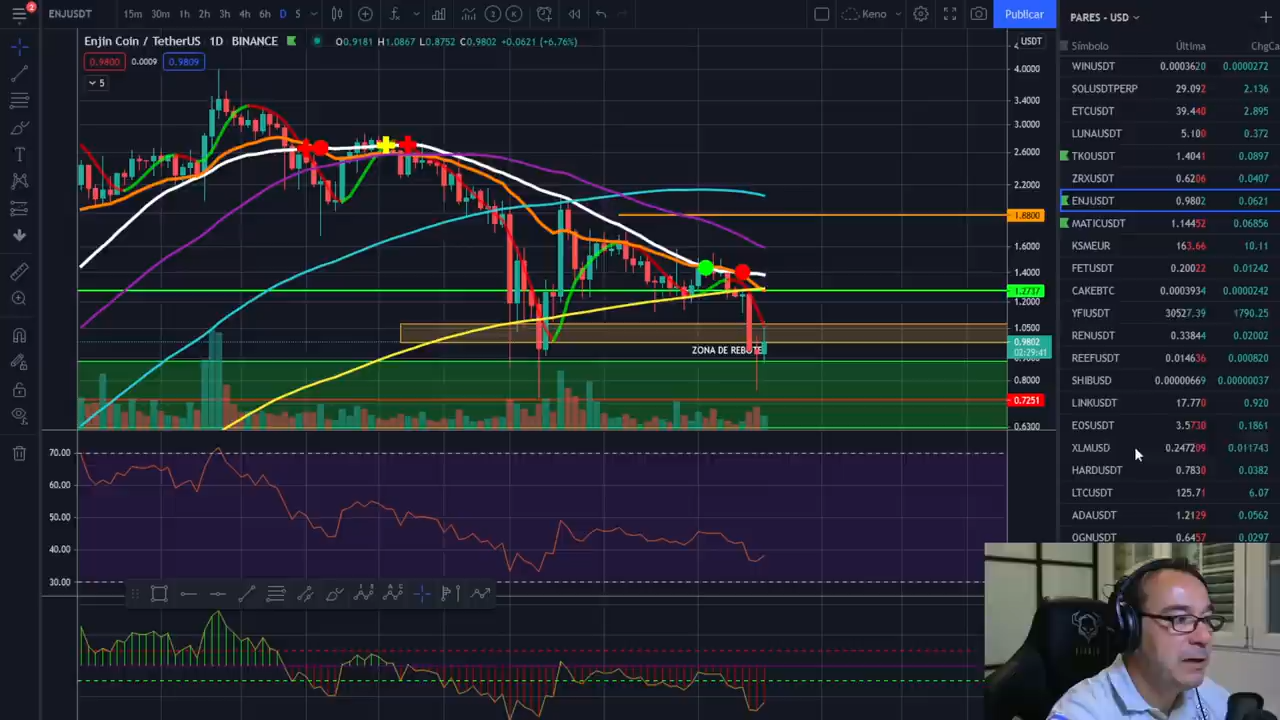 2
ENJUSDT
15m 30m 1h 2h 3h 4h 6h D 5
Keno
Publicar
PARES - USD
Enjin Coin / TetherUS 1D BINANCE O0.9181 H1.0867 L0.8752 C0.9802 +0.0621 (+6.76%)
0.9800 0.0009 0.9809
5
USDT
4.0000
3.4000
3.0000
2.6000
2.2000
1.8800
1.6000
1.4000
1.2737
1.2000
1.0500
0.9802
02:29:41
0.8000
0.7251
0.6300
ZONA DE REBOTE
70.00
60.00
50.00
40.00
30.00
Símbolo Última Chg
WINUSDT 0.0003620 0.0000272
SOLUSDTPERP 29.092 2.136
ETCUSDT 39.440 2.895
LUNAUSDT 5.100 0.372
TKOUSDT 1.4041 0.0897
ZRXUSDT 0.6206 0.0407
ENJUSDT 0.9802 0.0621
MATICUSDT 1.14452 0.06856
KSMEUR 163.66 10.11
FETUSDT 0.20022 0.01242
CAKEBTC 0.0003934 0.0000242
YFIUSDT 30527.39 1790.25
RENUSDT 0.33844 0.02002
REEFUSDT 0.014636 0.000820
SHIBUSD 0.00000669 0.00000037
LINKUSDT 17.770 0.920
EOSUSDT 3.5730 0.1861
XLMUSD 0.247209 0.011743
HARDUSDT 0.7830 0.0382
LTCUSDT 125.71 6.07
ADAUSDT 1.2129 0.0562
OGNUSDT 0.6457 0.0297